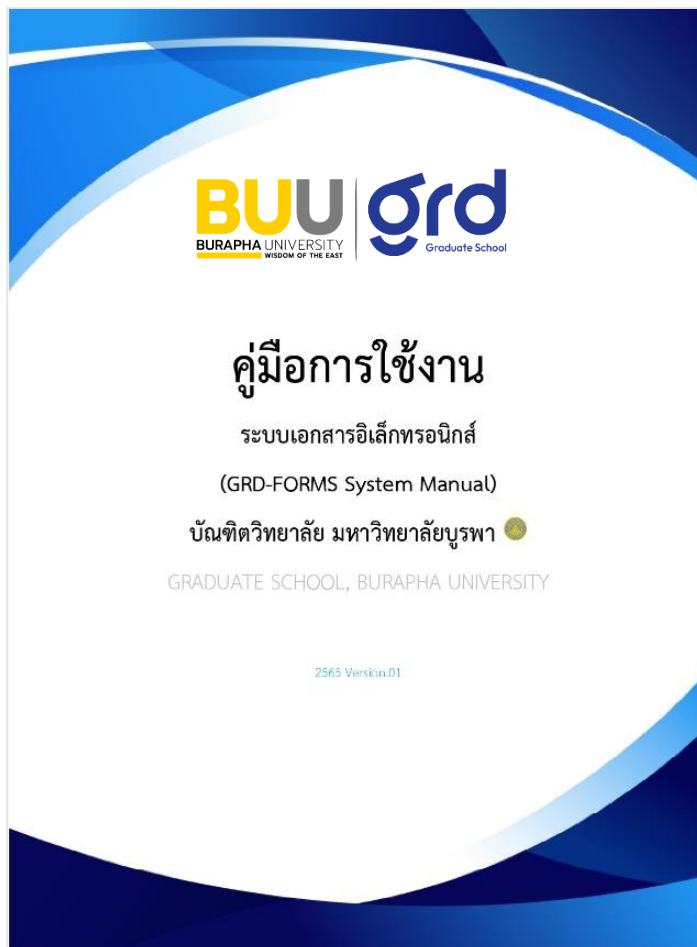 BUU
BURAPHA UNIVERSITY
WISDOM OF THE EAST
grd
Graduate School
คู่มือการใช้งาน
ระบบเอกสารอิเล็กทรอนิกส์
(GRD-FORMS System Manual)
บัณฑิตวิทยาลัย มหาวิทยาลัยบูรพา
GRADUATE SCHOOL, BURAPHA UNIVERSITY
2565 Version.01